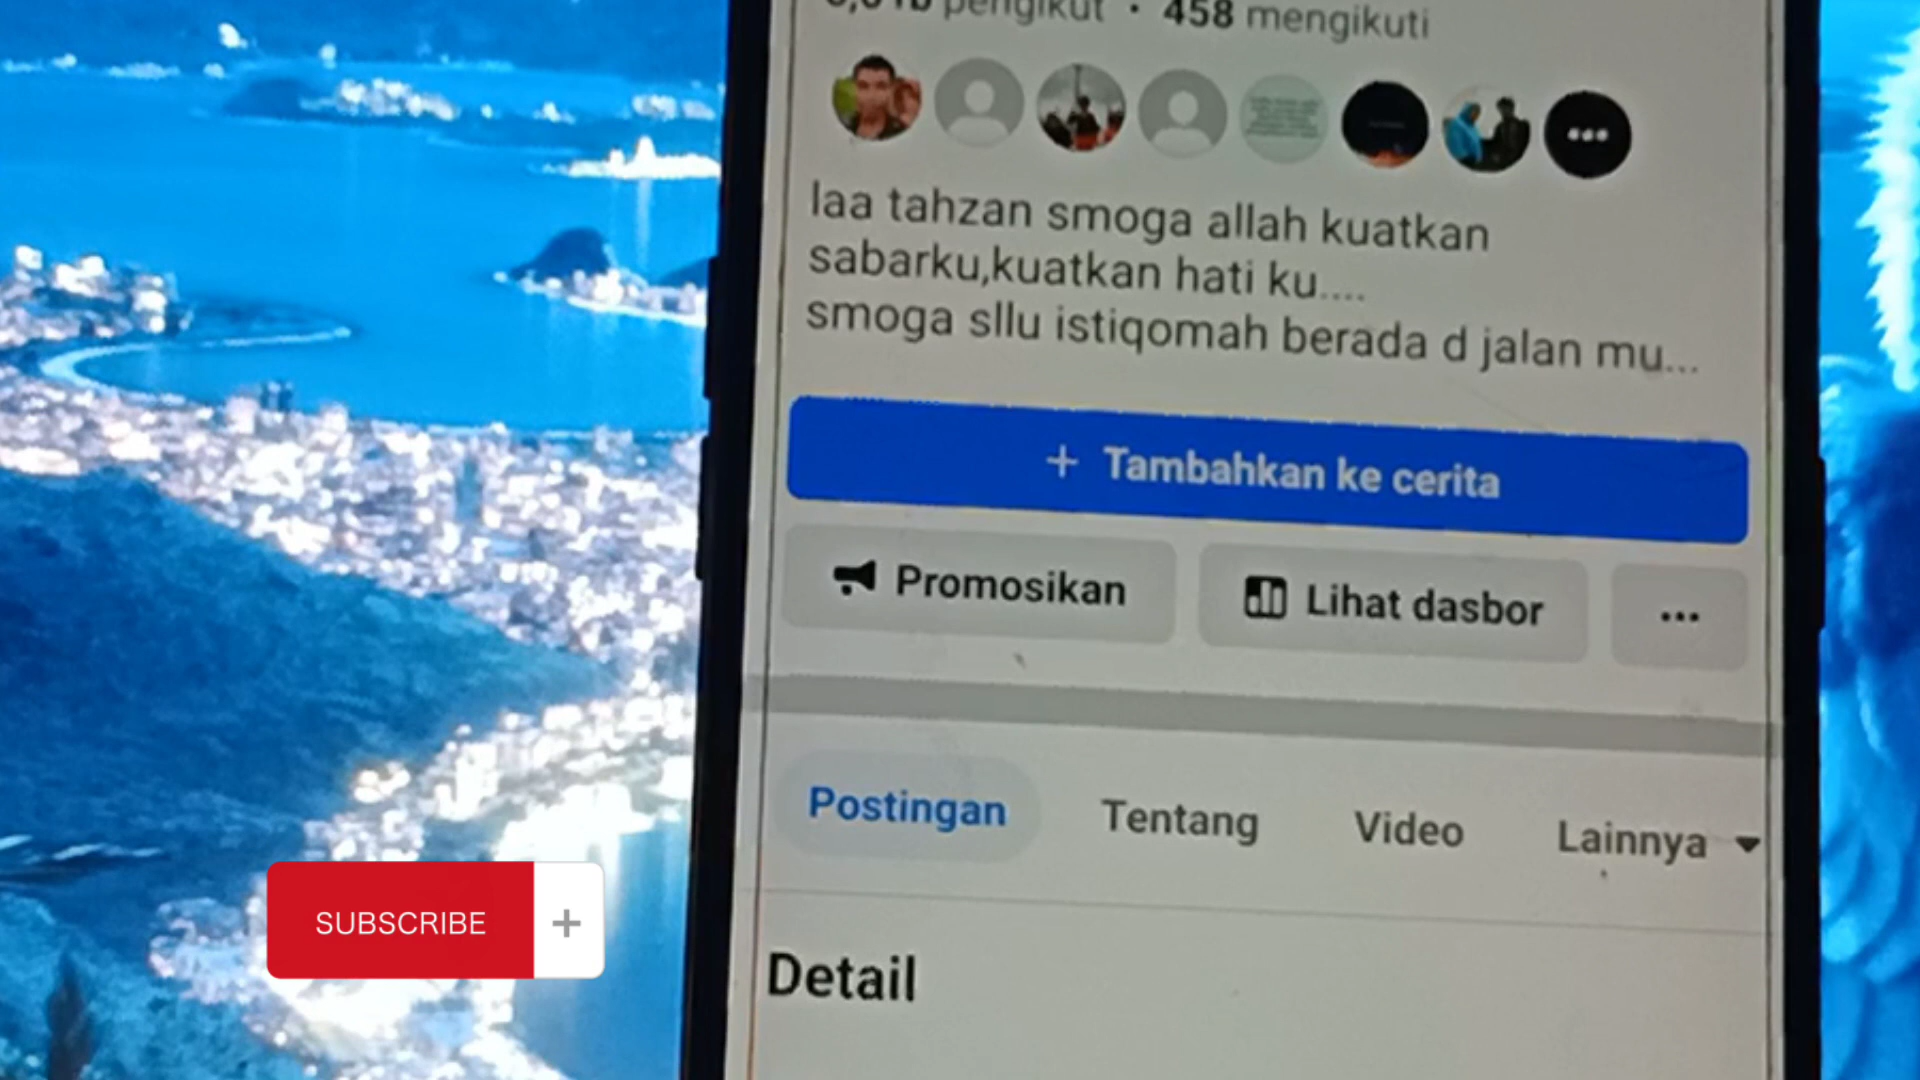 pengikut · 458 mengikuti
laa tahzan smoga allah kuatkan
sabarku,kuatkan hati ku....
smoga sllu istiqomah berada d jalan mu...
+ Tambahkan ke cerita
Promosikan
Lihat dasbor
...
Postingan
Tentang
Video
Lainnya
SUBSCRIBE +
Detail